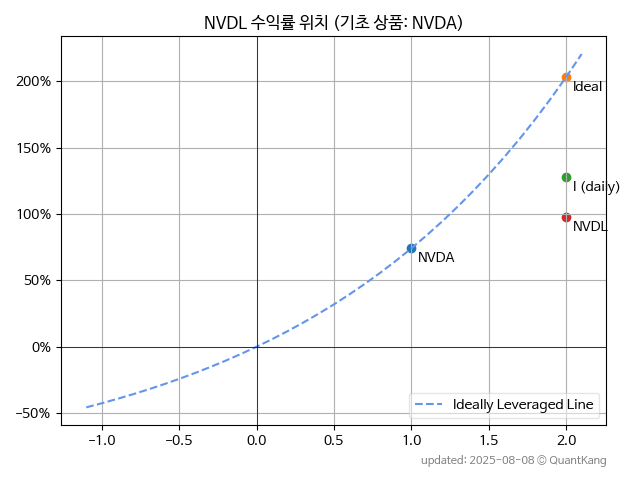 NVDL 수익률 위치 (기초 상품: NVDA)
200%
150%
100%
50%
0%
−50%
Ideal
I (daily)
NVDL
NVDA
Ideally Leveraged Line
−1.0
−0.5
0.0
0.5
1.0
1.5
2.0
updated: 2025-08-08 © QuantKang